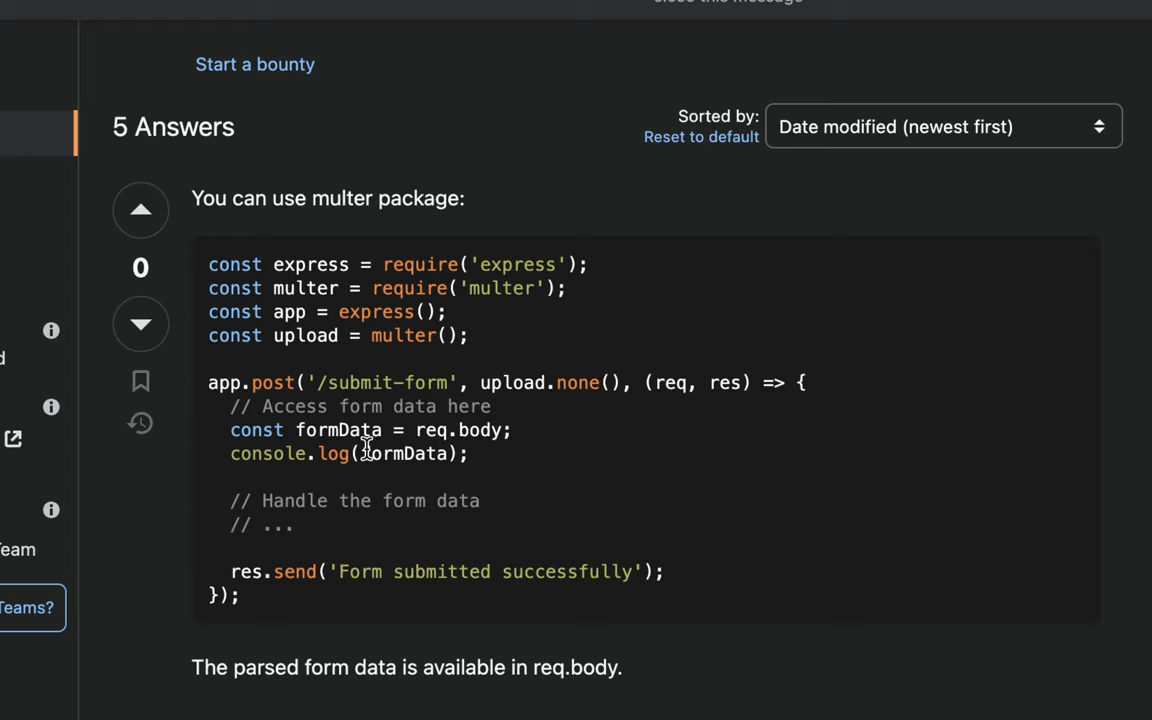 Start a bounty
5 Answers
Sorted by:
Reset to default
Date modified (newest first)
You can use multer package:
0
const express = require('express');
const multer = require('multer');
const app = express();
const upload = multer();
app.post('/submit-form', upload.none(), (req, res) => {
// Access form data here
const formData = req.body;
console.log(formData);
// Handle the form data
// ...
res.send('Form submitted successfully');
});
Teams?
The parsed form data is available in req.body.